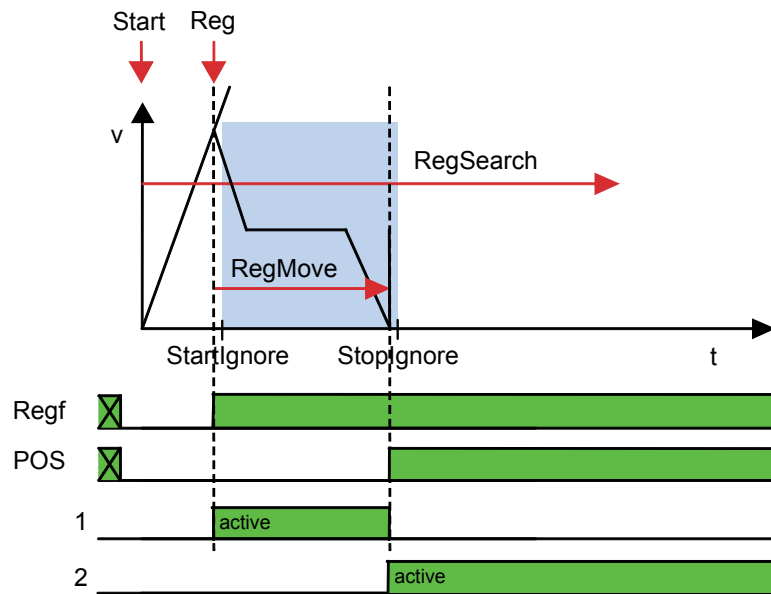 Start
Reg
v
RegSearch
RegMove
StartIgnore
StopIgnore
t
Regf
POS
1
active
2
active